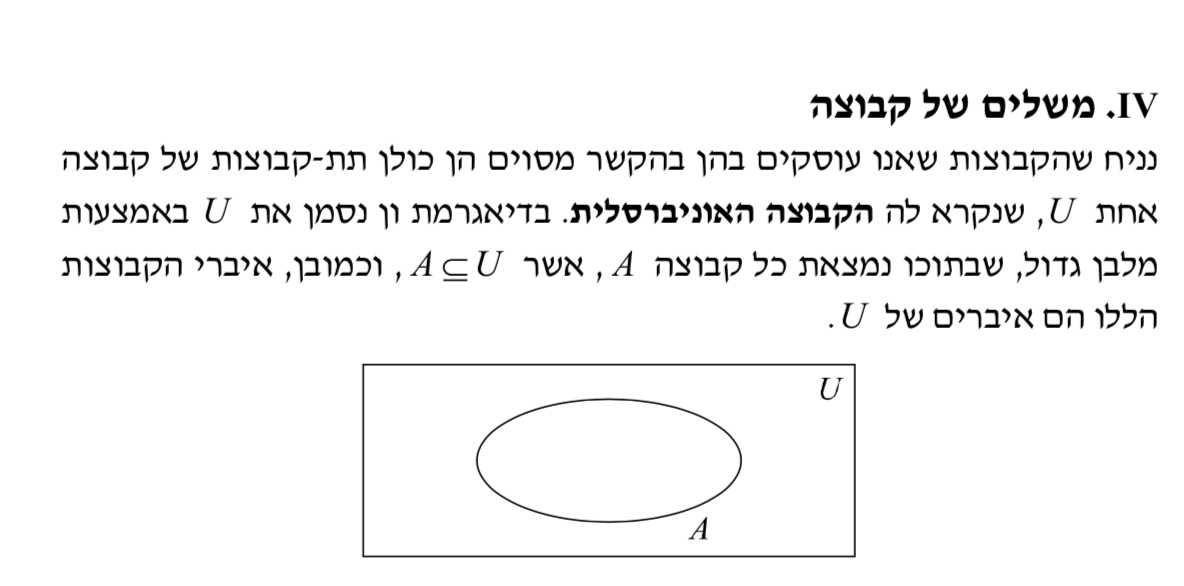 IV. משלים של קבוצה
נניח שהקבוצות שאנו עוסקים בהן בהקשר מסוים הן כולן תת-קבוצות של קבוצה
אחת U, שנקרא לה הקבוצה האוניברסלית. בדיאגרמת ון נסמן את U באמצעות
מלבן גדול, שבתוכו נמצאת כל קבוצה A, אשר A⊆U, וכמובן, איברי הקבוצות
הללו הם איברים של U.
U
A